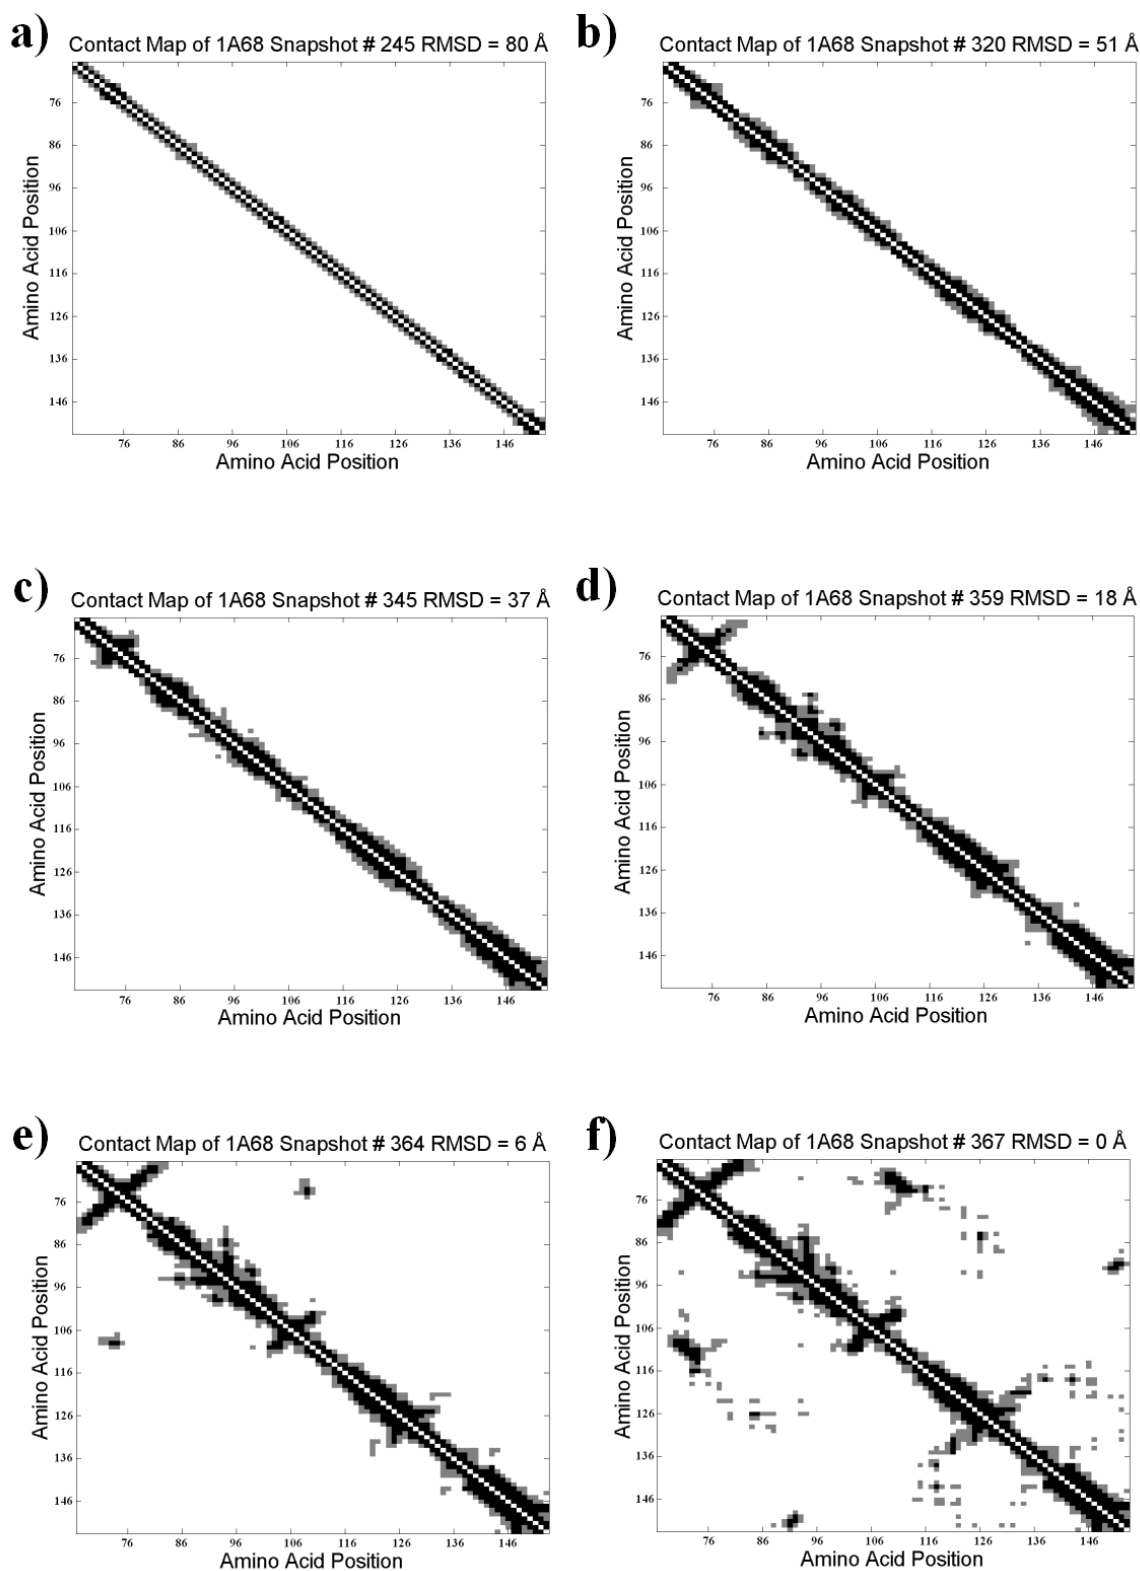 a)
Contact Map of 1A68 Snapshot # 245 RMSD = 80 Å
76
86
96
106
116
126
136
146
Amino Acid Position
76 86 96 106 116 126 136 146
Amino Acid Position
b)
Contact Map of 1A68 Snapshot # 320 RMSD = 51 Å
76
86
96
106
116
126
136
146
Amino Acid Position
76 86 96 106 116 126 136 146
Amino Acid Position
c)
Contact Map of 1A68 Snapshot # 345 RMSD = 37 Å
76
86
96
106
116
126
136
146
Amino Acid Position
76 86 96 106 116 126 136 146
Amino Acid Position
d)
Contact Map of 1A68 Snapshot # 359 RMSD = 18 Å
76
86
96
106
116
126
136
146
Amino Acid Position
76 86 96 106 116 126 136 146
Amino Acid Position
e)
Contact Map of 1A68 Snapshot # 364 RMSD = 6 Å
76
86
96
106
116
126
136
146
Amino Acid Position
76 86 96 106 116 126 136 146
Amino Acid Position
f)
Contact Map of 1A68 Snapshot # 367 RMSD = 0 Å
76
86
96
106
116
126
136
146
Amino Acid Position
76 86 96 106 116 126 136 146
Amino Acid Position